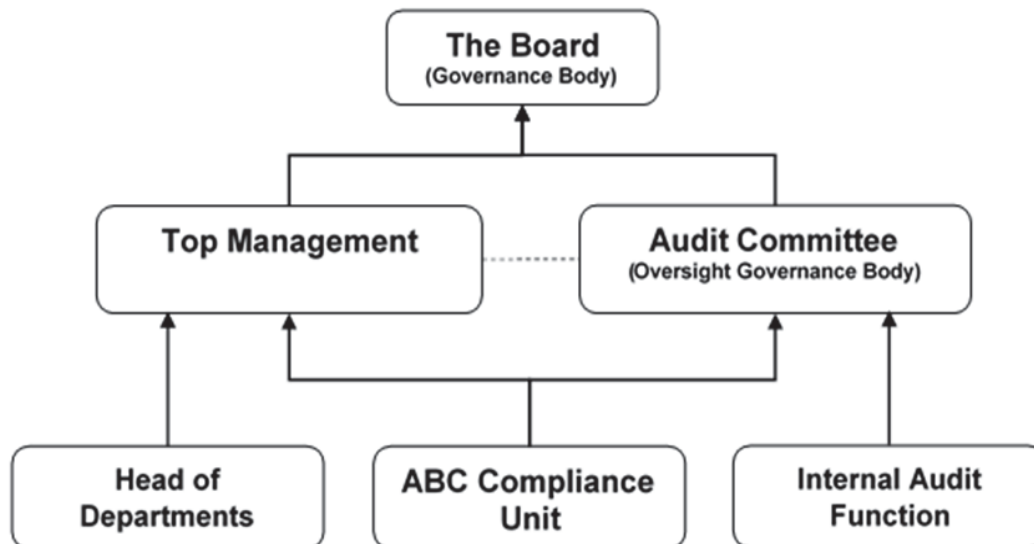 The Board
(Governance Body)
Top Management
Audit Committee
(Oversight Governance Body)
Head of
Departments
ABC Compliance
Unit
Internal Audit
Function